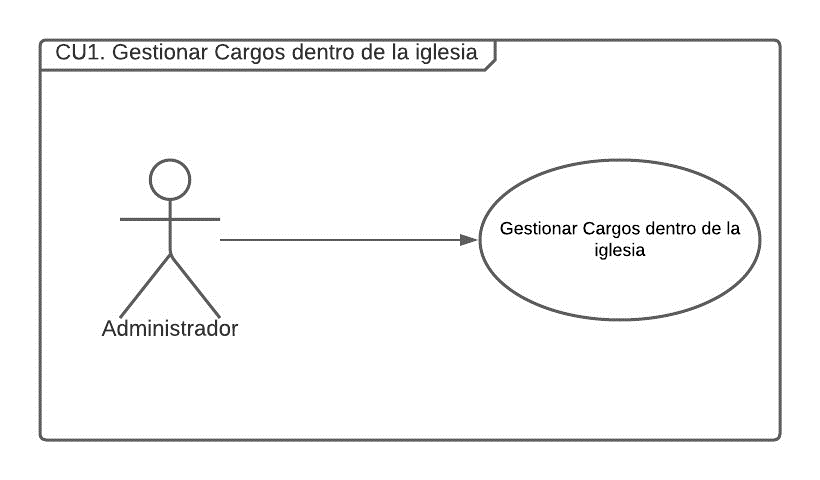 CU1. Gestionar Cargos dentro de la iglesia
Gestionar Cargos dentro de la
iglesia
Administrador